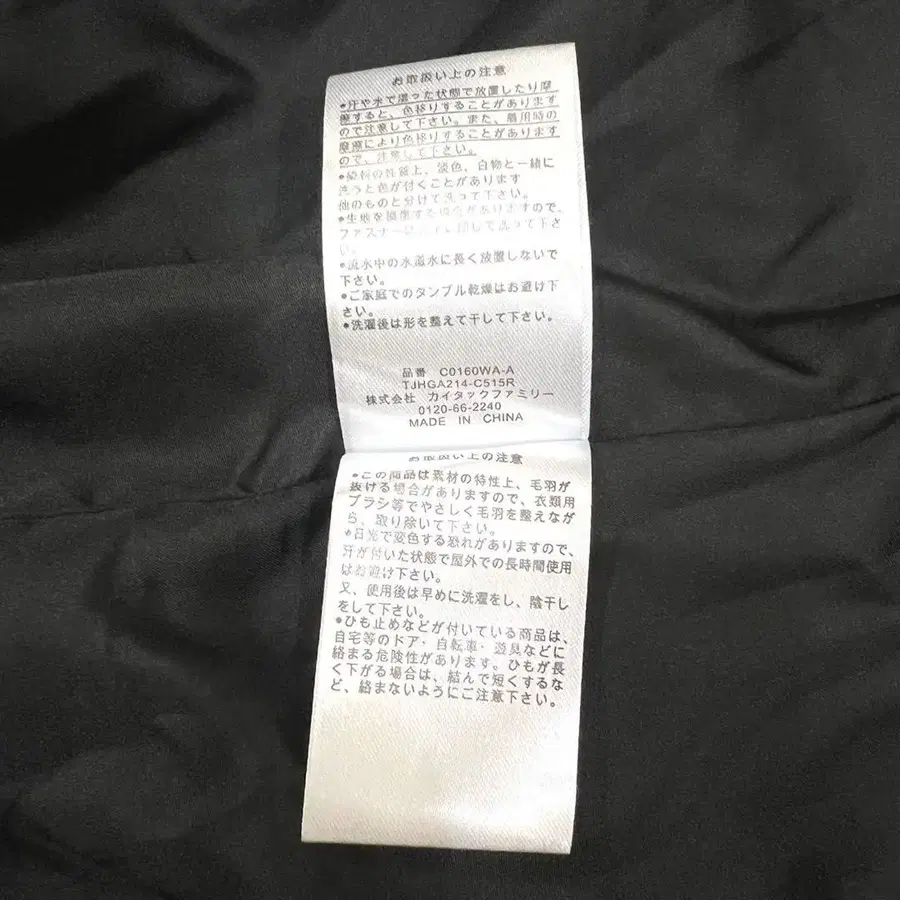 お取扱い上の注意
●汗や水で湿った状態で放置したり摩
擦すると、色移りすることがあります
ので注意して下さい。また、着用時の
摩擦により色移りすることがあります
ので、注意して下さい。
●染料の性質上、淡色、白物と一緒に
洗うと色が付くことがあります
他のものと分けて洗って下さい。
●生地を損傷する場合がありますので、
ファスナー 洗って下さ
い。
●流水中の水道水に長く放置しないで
下さい。
●ご家庭でのタンブル乾燥はお避け下
さい。
●洗濯後は形を整えて干して下さい。
品番 C0160WA-A
TJHGA214-C515R
株式会社 カイタックファミリー
0120-66-2240
MADE IN CHINA
お取扱い上の注意
●この商品は素材の特性上、毛羽が
抜ける場合がありますので、衣類用
ブラシ等でやさしく毛羽を整えなが
ら、取り除いて下さい。
●日光で変色する恐れがありますので、
汗が付いた状態で屋外での長時間使用
はお避け下さい。
又、使用後は早めに洗濯をし、陰干し
をして下さい。
●ひも止めなどが付いている商品は、
自宅等のドア・自転車・遊具などに
絡まる危険性があります。ひもが長
く下がる場合は、結んで短くするな
ど、絡まないようにご注意下さい。